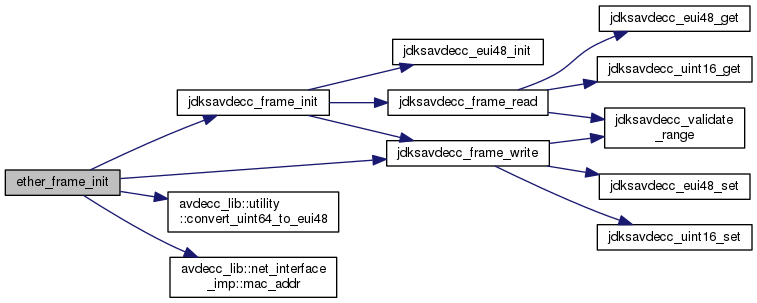 ether_frame_init
jdksavdecc_frame_init
avdecc_lib::utility
::convert_uint64_to_eui48
avdecc_lib::net_interface
_imp::mac_addr
jdksavdecc_eui48_init
jdksavdecc_frame_read
jdksavdecc_frame_write
jdksavdecc_eui48_get
jdksavdecc_uint16_get
jdksavdecc_validate
_range
jdksavdecc_eui48_set
jdksavdecc_uint16_set